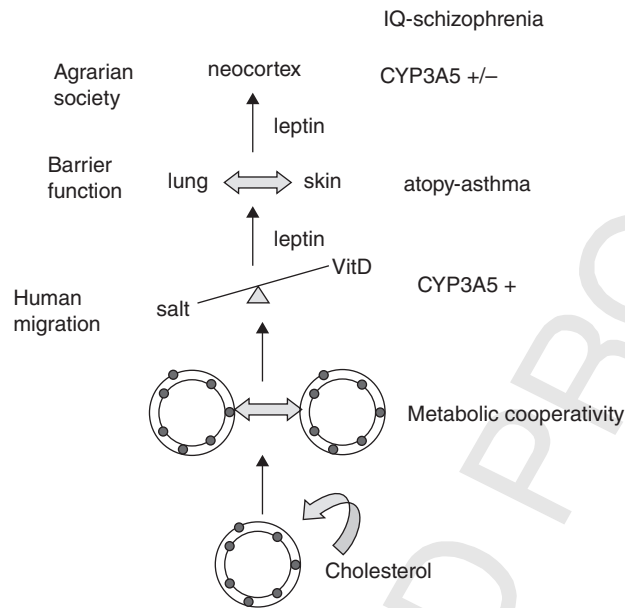 IQ-schizophrenia
Agrarian
society
neocortex
CYP3A5 +/–
leptin
Barrier
function
lung
skin
atopy-asthma
leptin
VitD
salt
CYP3A5 +
Human
migration
Metabolic cooperativity
Cholesterol
D PRO